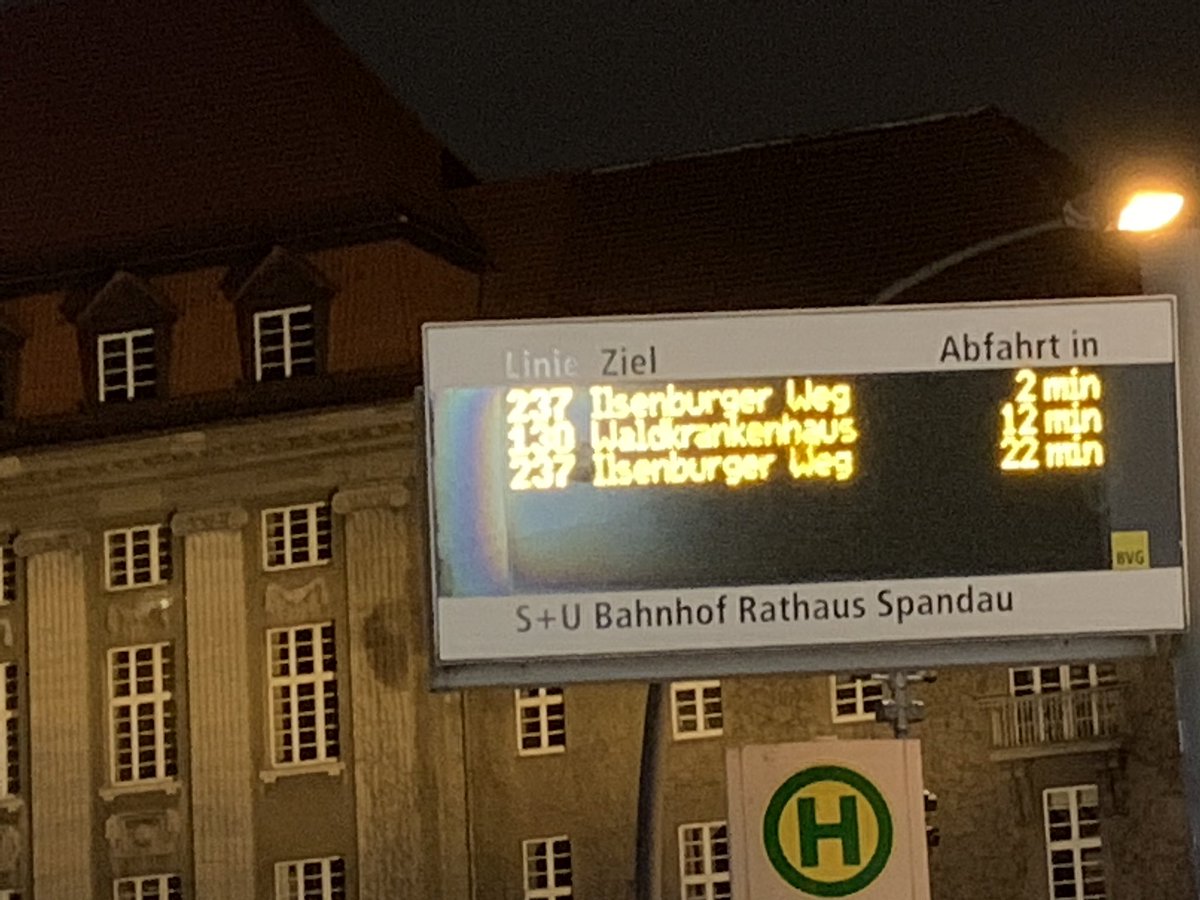 Linie Ziel Abfahrt in
237 Ilsenburger Weg 2 min
130 Waldkrankenhaus 12 min
237 Ilsenburger Weg 22 min
BVG
S+U Bahnhof Rathaus Spandau
H